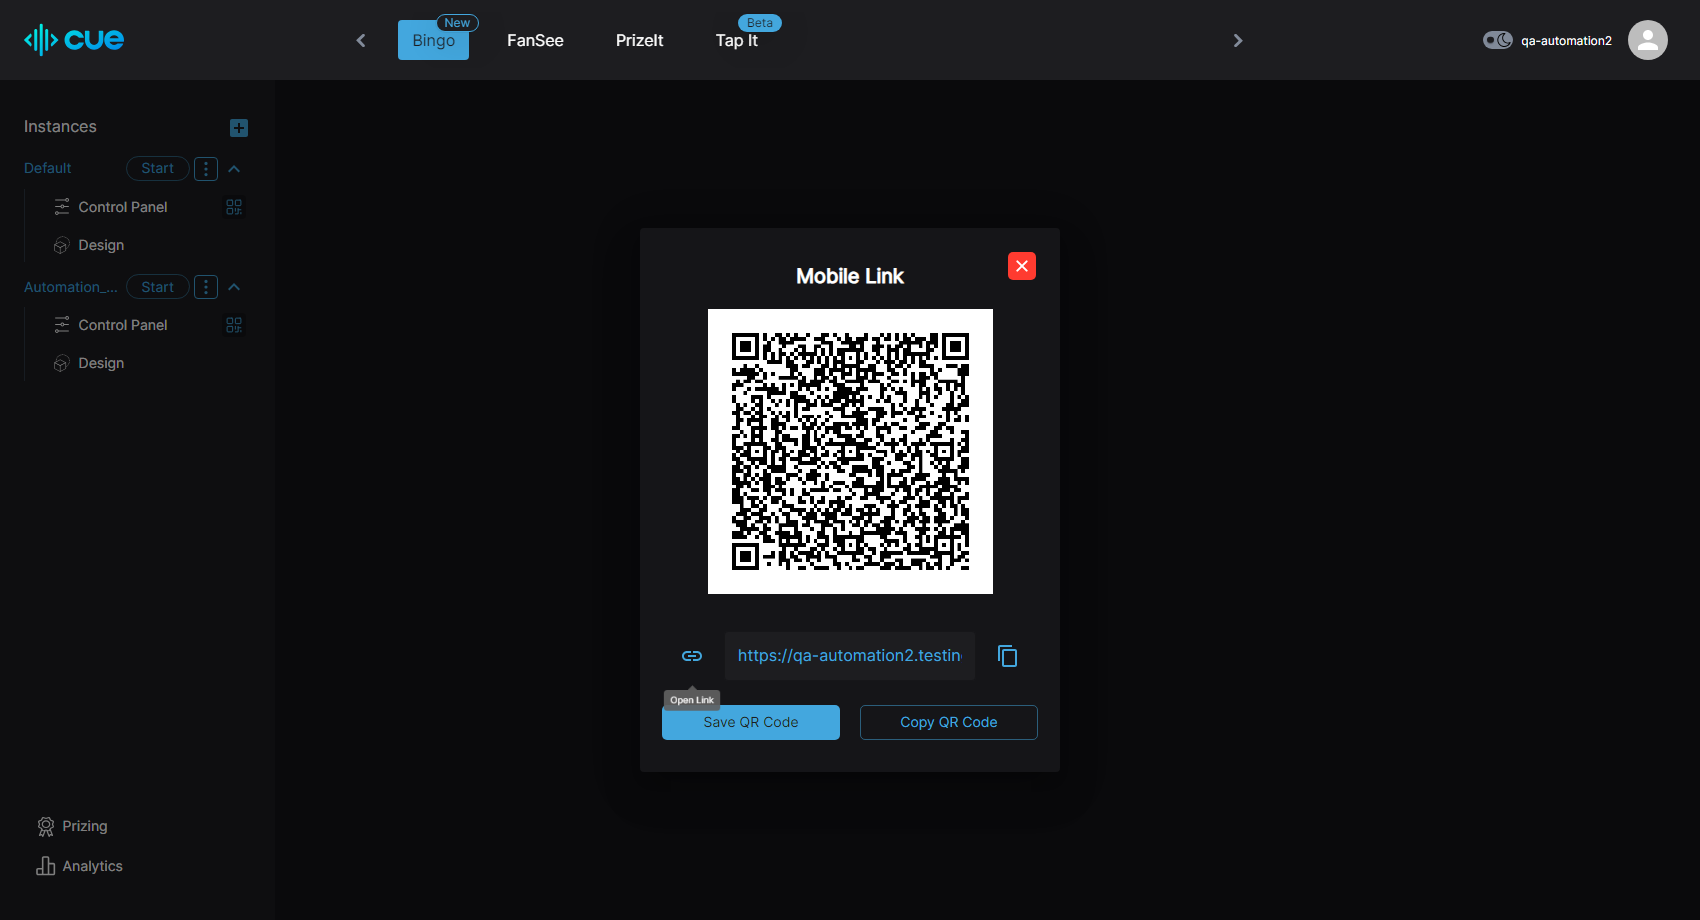 cue
Bingo
New
FanSee
PrizeIt
Tap It
Beta
qa-automation2
Instances
Default
Start
Control Panel
Design
Automation_...
Start
Control Panel
Design
Mobile Link
https://qa-automation2.testin
Open Link
Save QR Code
Copy QR Code
Prizing
Analytics